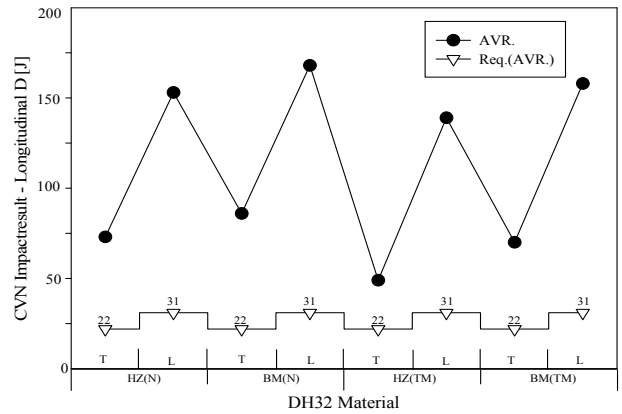 200
AVR.
Req.(AVR.)
150
100
50
0
CVN Impactresult - Longitudinal D [J]
22 31 22 31 22 31 22 31
T L T L T L T L
HZ(N) BM(N) HZ(TM) BM(TM)
DH32 Material